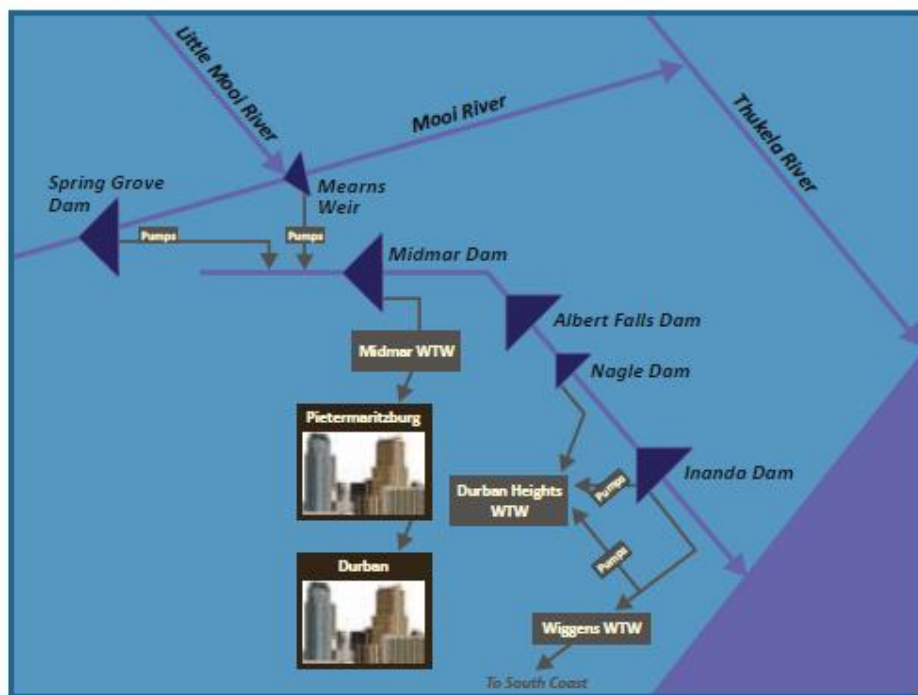 Little Mooi River
Mooi River
Thukela River
Spring Grove
Dam
Mearns
Weir
Pumps
Pumps
Midmar Dam
Albert Falls Dam
Midmar WTW
Nagle Dam
Pietermaritzburg
Inanda Dam
Durban Heights
WTW
Pumps
Pumps
Durban
Wiggens WTW
To South Coast